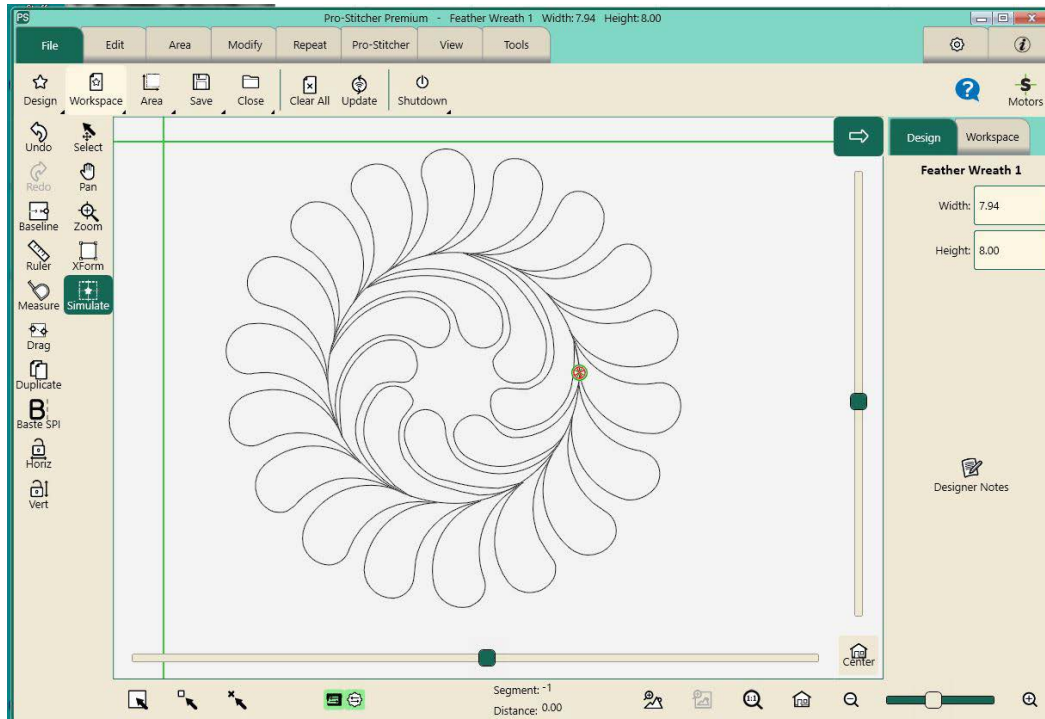 PS
Pro-Stitcher Premium - Feather Wreath 1 Width: 7.94 Height: 8.00
File
Edit
Area
Modify
Repeat
Pro-Stitcher
View
Tools
Design
Workspace
Area
Save
Close
Clear All
Update
Shutdown
Motors
Undo
Select
Redo
Pan
Baseline
Zoom
Ruler
XForm
Measure
Simulate
Drag
Duplicate
B
Baste SPI
Horiz
Vert
Design
Workspace
Feather Wreath 1
Width: 7.94
Height: 8.00
Designer Notes
Center
Segment: -1
Distance: 0.00
1:1